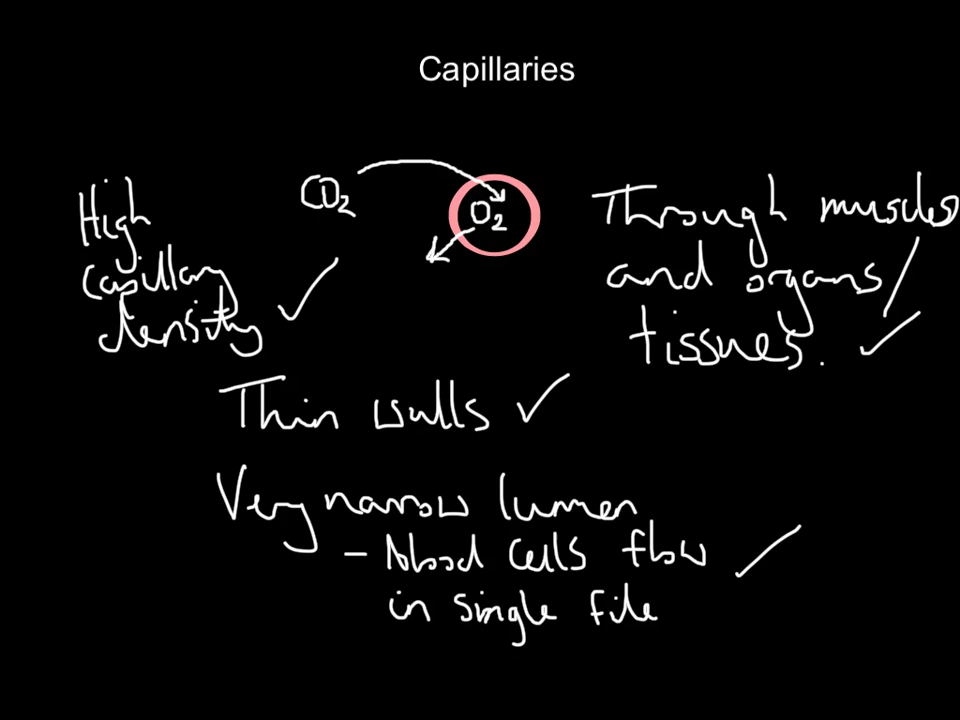 Capillaries
High
capillary
density
CO2
O2
Through muscles
and organs
tissues.
Thin walls
Very narrow lumen
- blood cells flow
in single file